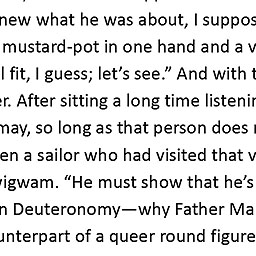 new what he was about, I suppos
mustard-pot in one hand and a v
l fit, I guess; let’s see.” And with t
er. After sitting a long time listenin
may, so long as that person does n
en a sailor who had visited that v
wigwam. “He must show that he’s
n Deuteronomy—why Father Ma
unterpart of a queer round figure